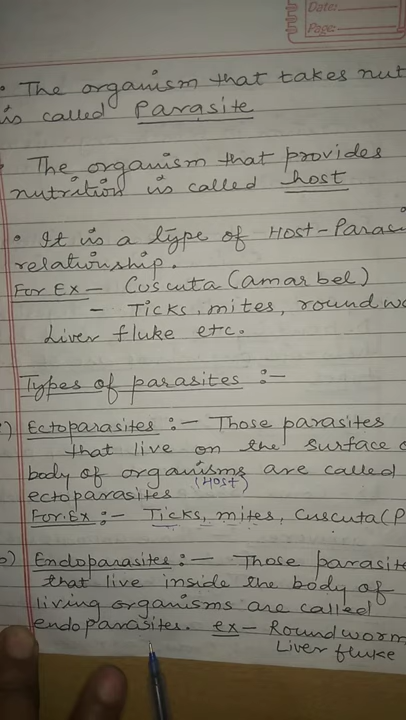 Date:
Page:
• The organism that takes nut
is called Parasite
• The organism that provides
nutrition is called host
• It is a type of Host-Paras
relationship.
For Ex - Cuscuta (amarbel)
- Ticks, mites, roundwo
Liver fluke etc.
Types of parasites :-
Ectoparasites :- Those parasites
that live on the surface o
body of organisms are called
(Host)
ectoparasites
For.Ex :- Ticks, mites, Cuscuta (P
Endoparasites :- Those parasite
that live inside the body of
living organisms are called
endoparasites. ex - Roundworm
Liver fluke